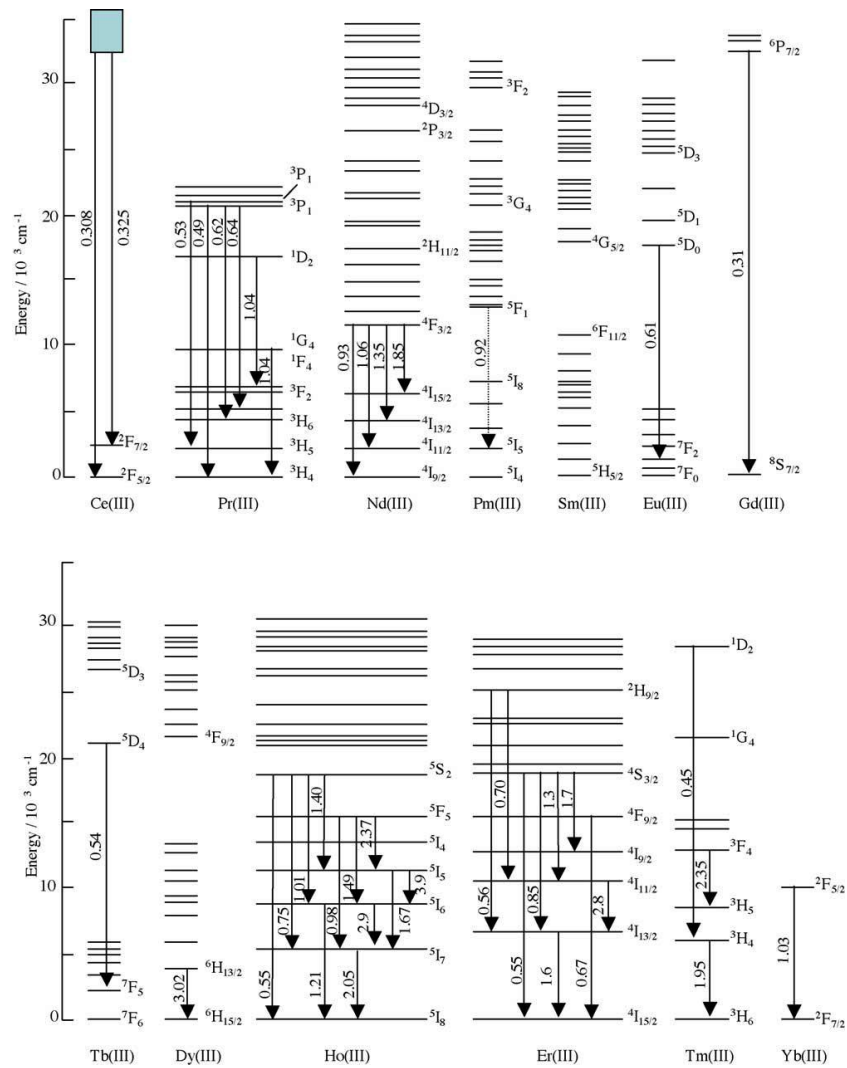 Energy / 10 ³ cm⁻¹
30
20
10
0
0.308
0.325
²F₇/₂
²F₅/₂
Ce(III)
³P₁
³P₁
0.53
0.49
0.62
0.64
¹D₂
1.04
¹G₄
¹F₄
1.04
³F₂
³H₆
³H₅
³H₄
Pr(III)
⁴D₃/₂
²P₃/₂
²H₁₁/₂
⁴F₃/₂
0.93
1.06
1.35
1.85
⁴I₁₅/₂
⁴I₁₃/₂
⁴I₁₁/₂
⁴I₉/₂
Nd(III)
³F₂
³G₄
⁵F₁
0.92
⁵I₈
⁵I₅
⁵I₄
Pm(III)
⁴G₅/₂
⁶F₁₁/₂
⁵H₅/₂
Sm(III)
⁵D₃
⁵D₁
⁵D₀
0.61
⁷F₂
⁷F₀
Eu(III)
⁶P₇/₂
0.31
⁸S₇/₂
Gd(III)
Energy / 10 ³ cm⁻¹
30
20
10
0
⁵D₃
⁵D₄
0.54
⁷F₅
⁷F₆
Tb(III)
⁴F₉/₂
⁶H₁₃/₂
3.02
⁶H₁₅/₂
Dy(III)
⁵S₂
1.40
⁵F₅
2.37
⁵I₄
⁵I₅
1.01
1.49
3.9
⁵I₆
0.75
0.98
2.9
1.67
⁵I₇
0.55
1.21
2.05
⁵I₈
Ho(III)
²H₉/₂
0.70
⁴S₃/₂
1.3
1.7
⁴F₉/₂
⁴I₉/₂
⁴I₁₁/₂
0.56
0.85
2.8
⁴I₁₃/₂
0.55
1.6
0.67
⁴I₁₅/₂
Er(III)
¹D₂
¹G₄
0.45
³F₄
2.35
³H₅
³H₄
1.95
³H₆
Tm(III)
²F₅/₂
1.03
²F₇/₂
Yb(III)